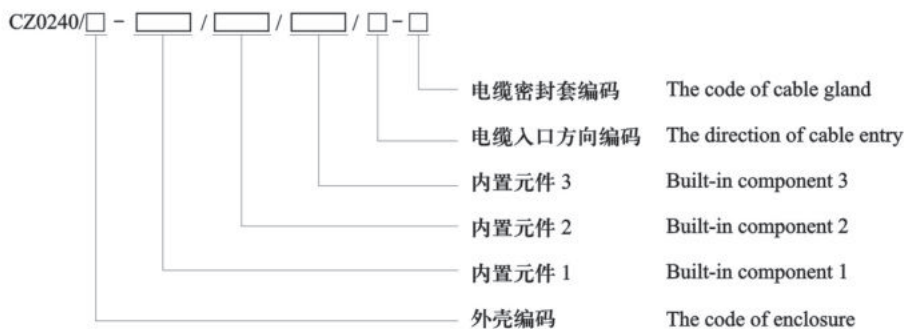 CZ0240/□-□/□/□/□-□
电缆密封套编码 The code of cable gland
电缆入口方向编码 The direction of cable entry
内置元件 3 Built-in component 3
内置元件 2 Built-in component 2
内置元件 1 Built-in component 1
外壳编码 The code of enclosure